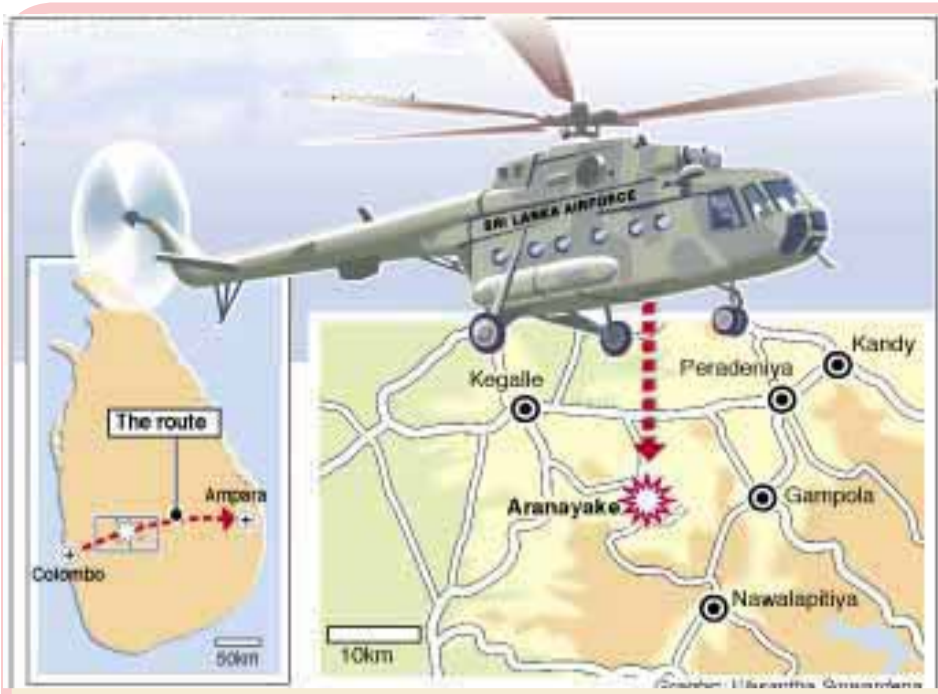 SRI LANKA AIRFORCE
The route
Ampara
Colombo
50km
Kegalle
Peradeniya
Kandy
Aranayake
Gampola
Nawalapitiya
10km